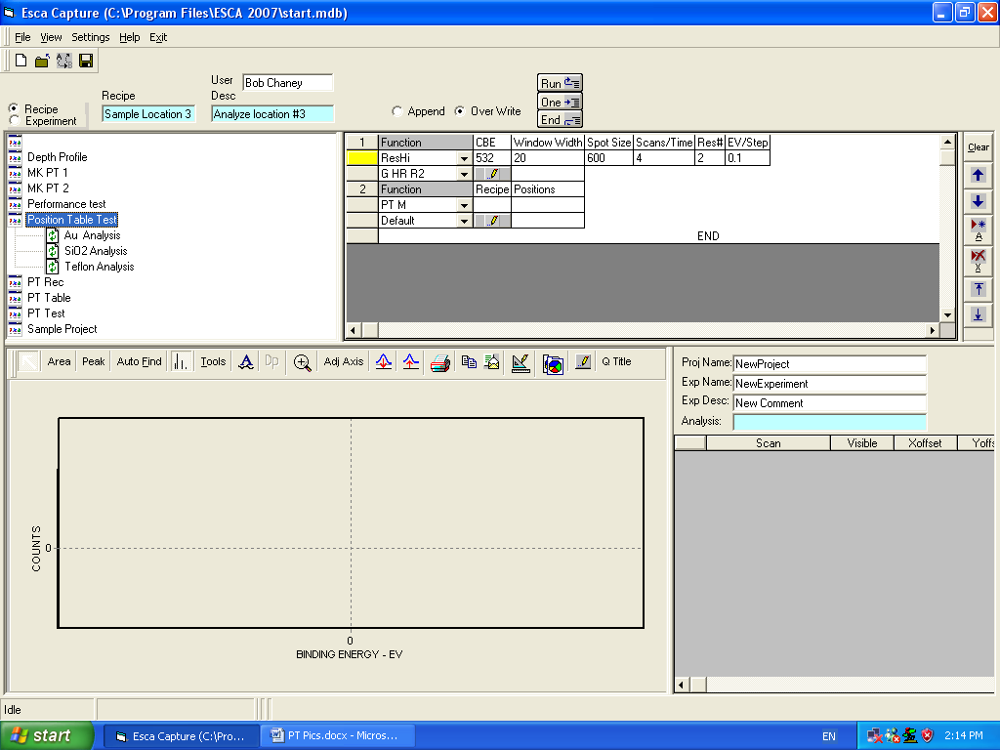 Esca Capture (C:\Program Files\ESCA 2007\start.mdb)
File View Settings Help Exit
User Bob Chaney
Recipe
Experiment
Recipe
Sample Location 3
Desc
Analyze location #3
Append Over Write
Run
One
End
Depth Profile
MK PT 1
MK PT 2
Performance test
Position Table Test
Au Analysis
SiO2 Analysis
Teflon Analysis
PT Rec
PT Table
PT Test
Sample Project
1 Function CBE Window Width Spot Size Scans/Time Res# EV/Step
ResHi 532 20 600 4 2 0.1
G HR R2
2 Function Recipe Positions
PT M
Default
END
Clear
A
X
Area Peak Auto Find Tools Dp Adj Axis Q Title
COUNTS
0
0
BINDING ENERGY - EV
Proj Name: NewProject
Exp Name: NewExperiment
Exp Desc: New Comment
Analysis:
Scan Visible Xoffset Yoffs
Idle
start Esca Capture (C:\Pro... PT Pics.docx - Micros... EN 2:14 PM